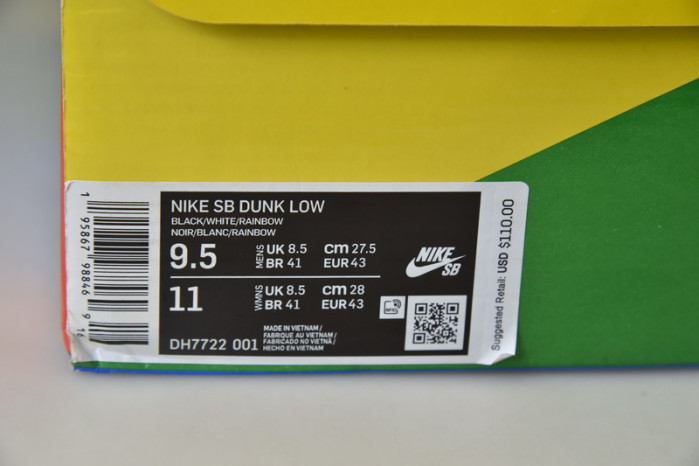 NIKE SB DUNK LOW
BLACK/WHITE/RAINBOW
NOIR/BLANC/RAINBOW
9.5 MENS UK 8.5 CM 27.5
BR 41 EUR 43
11 WMNS UK 8.5 CM 28
BR 41 EUR 43
MADE IN VIETNAM /
FABRIQUE AU VIETNAM /
FABRICADO NO VIETNÃ /
HECHO EN VIETNAM
DH7722 001
NIKE
SB
Suggested Retail: USD $110.00
1 95867 98846 9